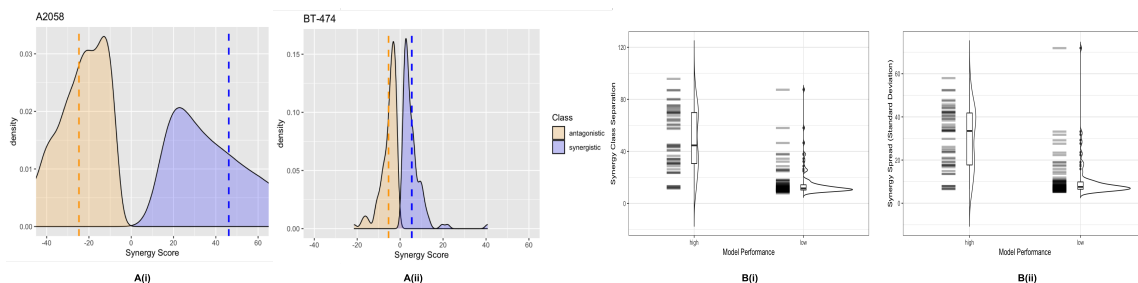 A2058
density
0.03
0.02
0.01
0.00
-40
-20
0
20
40
60
Synergy Score
A(i)
BT-474
density
0.15
0.10
0.05
0.00
-40
-20
0
20
40
60
Synergy Score
A(ii)
Class
antagonistic
synergistic
Synergy Class Separation
120
80
40
0
high
low
Model Performance
B(i)
Synergy Spread (Standard Deviation)
60
40
20
0
high
low
Model Performance
B(ii)